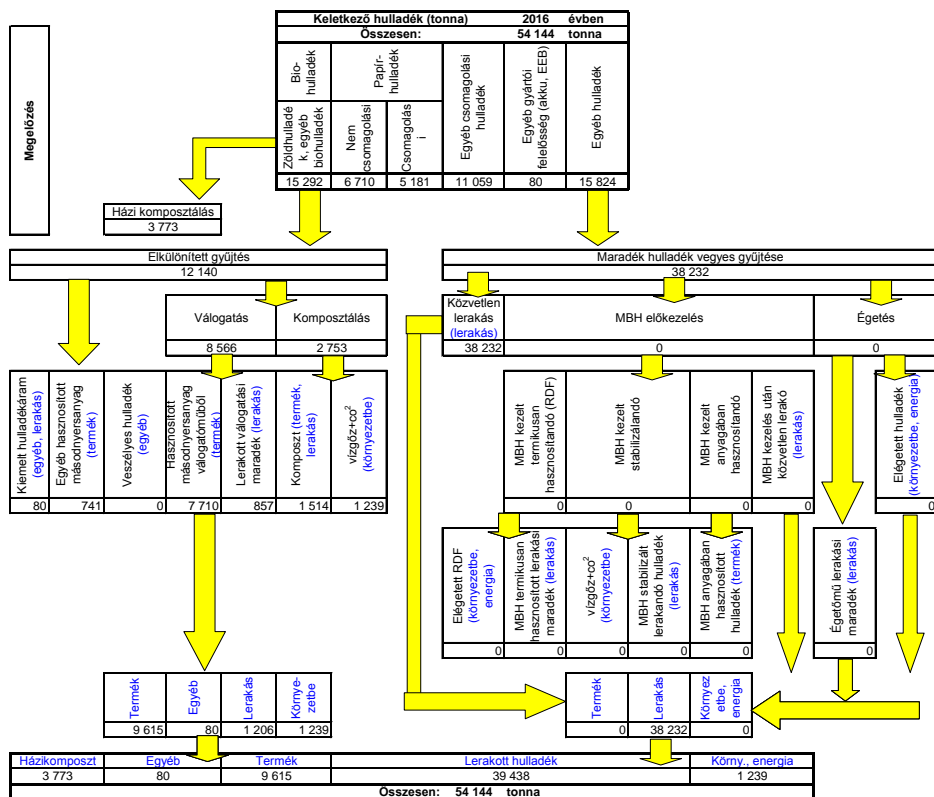 Keletkező hulladék (tonna) 2016 évben
Összesen: 54 144 tonna
Megelőzés
Bio-
hulladék
Papír-
hulladék
Zöldhulladé
k, egyéb
biohulladék
Nem
csomagolási
Csomagolás
i
Egyéb csomagolási
hulladék
Egyéb gyártói
felelősség (akku, EEB)
Egyéb hulladék
15 292 6 710 5 181 11 059 80 15 824
Házi komposztálás
3 773
Elkülönített gyűjtés
12 140
Maradék hulladék vegyes gyűjtése
38 232
Válogatás
8 566
Komposztálás
2 753
Közvetlen
lerakás
(lerakás)
38 232
MBH előkezelés
0
Égetés
0
Kiemelt hulladékáram
(egyéb, lerakás)
Egyéb hasznosított
másodnyersanyag
(termék)
Veszélyes hulladék
(egyéb)
Hasznosított
másodnyersanyag
válogatóműből
(termék)
Lerakott válogatási
maradék (lerakás)
Komposzt (termék,
lerakás)
vízgőz+co2
(környezetbe)
80 741 0 7 710 857 1 514 1 239
MBH kezelt
termikusan
hasznosítandó (RDF)
MBH kezelt
stabilizálandó
MBH kezelt
anyagában
hasznosítandó
MBH kezelés után
közvetlen lerakó
(lerakás)
Elégetett hulladék
(környezetbe, energia)
0 0 0 0 0
Elégetett RDF
(környezetbe,
energia)
MBH termikusan
hasznosított lerakási
maradék (lerakás)
vízgőz+co2
(környezetbe)
MBH stabilizált
lerakandó hulladék
(lerakás)
MBH anyagában
hasznosított
hulladék (termék)
Égetőmű lerakási
maradék (lerakás)
0 0 0 0 0 0
Termék
Egyéb
Lerakás
Környe-
zetbe
9 615 80 1 206 1 239
Termék
Lerakás
Környez
etbe,
energia
0 38 232 0
Házikomposzt Egyéb Termék Lerakott hulladék Körny., energia
3 773 80 9 615 39 438 1 239
Összesen: 54 144 tonna